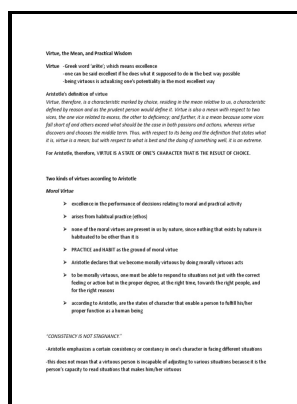 Virtue, the Mean, and Practical Wisdom
Virtue -Greek word 'arête'; which means excellence
-one can be said excellent if he does what it supposed to do in the best way possible
-being virtuous is actualizing one's potentiality in the most excellent way
Aristotle's definition of virtue
Virtue, therefore, is a characteristic marked by choice, residing in the mean relative to us, a characteristic
defined by reason and as the prudent person would define it. Virtue is also a mean with respect to two
vices, the one vice related to excess, the other to deficiency; and further, it is a mean because some vices
fall short of and others exceed what should be the case in both passions and actions, whereas virtue
discovers and chooses the middle term. Thus, with respect to its being and the definition that states what
it is, virtue is a mean; but with respect to what is best and the doing of something well, it is an extreme.
For Aristotle, therefore, VIRTUE IS A STATE OF ONE'S CHARACTER THAT IS THE RESULT OF CHOICE.
Two kinds of virtues according to Aristotle
Moral Virtue
➤ excellence in the performance of decisions relating to moral and practical activity
➤ arises from habitual practice (ethos)
➤ none of the moral virtues are present in us by nature, since nothing that exists by nature is
habituated to be other than it is
➤ PRACTICE and HABIT as the ground of moral virtue
➤ Aristotle declares that we become morally virtuous by doing morally virtuous acts
➤ to be morally virtuous, one must be able to respond to situations not just with the correct
feeling or action but in the proper degree, at the right time, towards the right people, and
for the right reasons
➤ according to Aristotle, are the states of character that enable a person to fulfill his/her
proper function as a human being
"CONSISTENCY IS NOT STAGNANCY."
-Aristotle emphasizes a certain consistency or constancy in one's character in facing different situations
-this does not mean that a virtuous person is incapable of adjusting to various situations because it is the
person's capacity to read situations that makes him/her virtuous